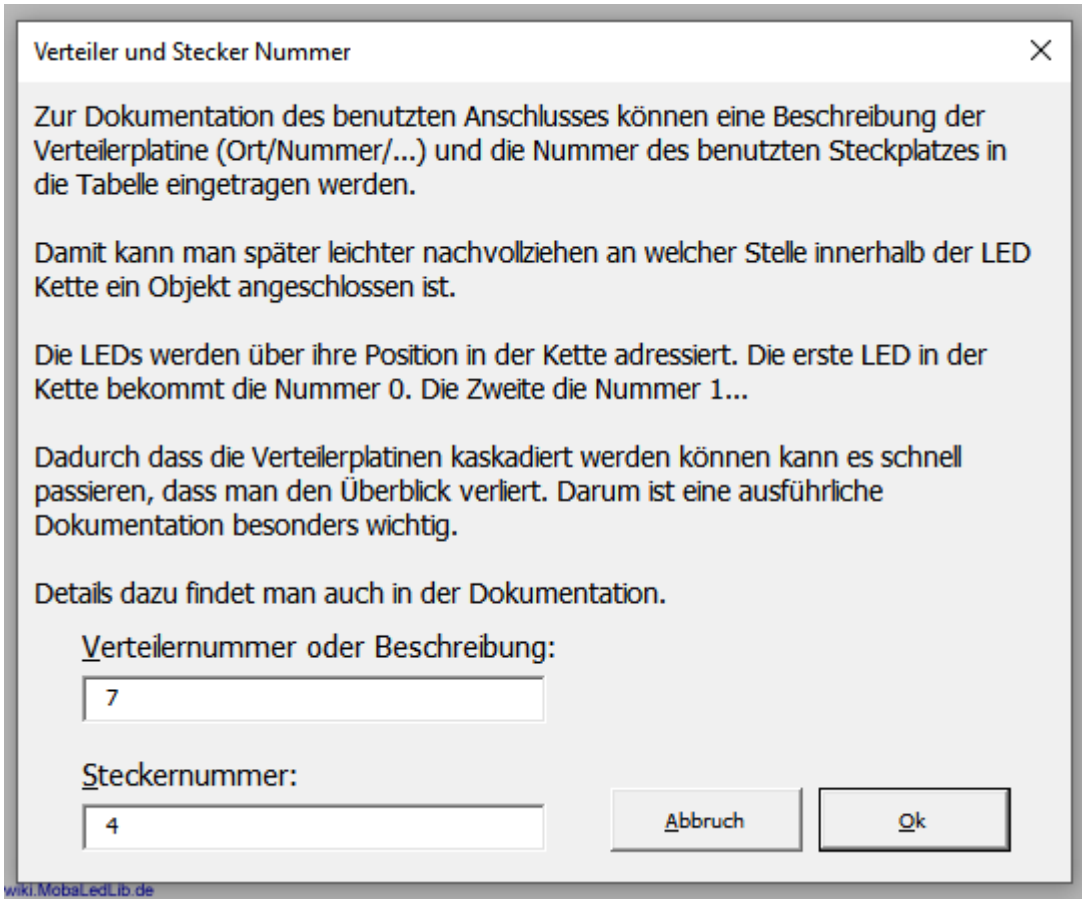 Verteiler und Stecker Nummer
Zur Dokumentation des benutzten Anschlusses können eine Beschreibung der
Verteilerplatine (Ort/Nummer/...) und die Nummer des benutzten Steckplatzes in
die Tabelle eingetragen werden.
Damit kann man später leichter nachvollziehen an welcher Stelle innerhalb der LED
Kette ein Objekt angeschlossen ist.
Die LEDs werden über ihre Position in der Kette adressiert. Die erste LED in der
Kette bekommt die Nummer 0. Die Zweite die Nummer 1...
Dadurch dass die Verteilerplatinen kaskadiert werden können kann es schnell
passieren, dass man den Überblick verliert. Darum ist eine ausführliche
Dokumentation besonders wichtig.
Details dazu findet man auch in der Dokumentation.
Verteilernummer oder Beschreibung:
7
Steckernummer:
4
Abbruch
Ok
wiki.MobaLedLib.de